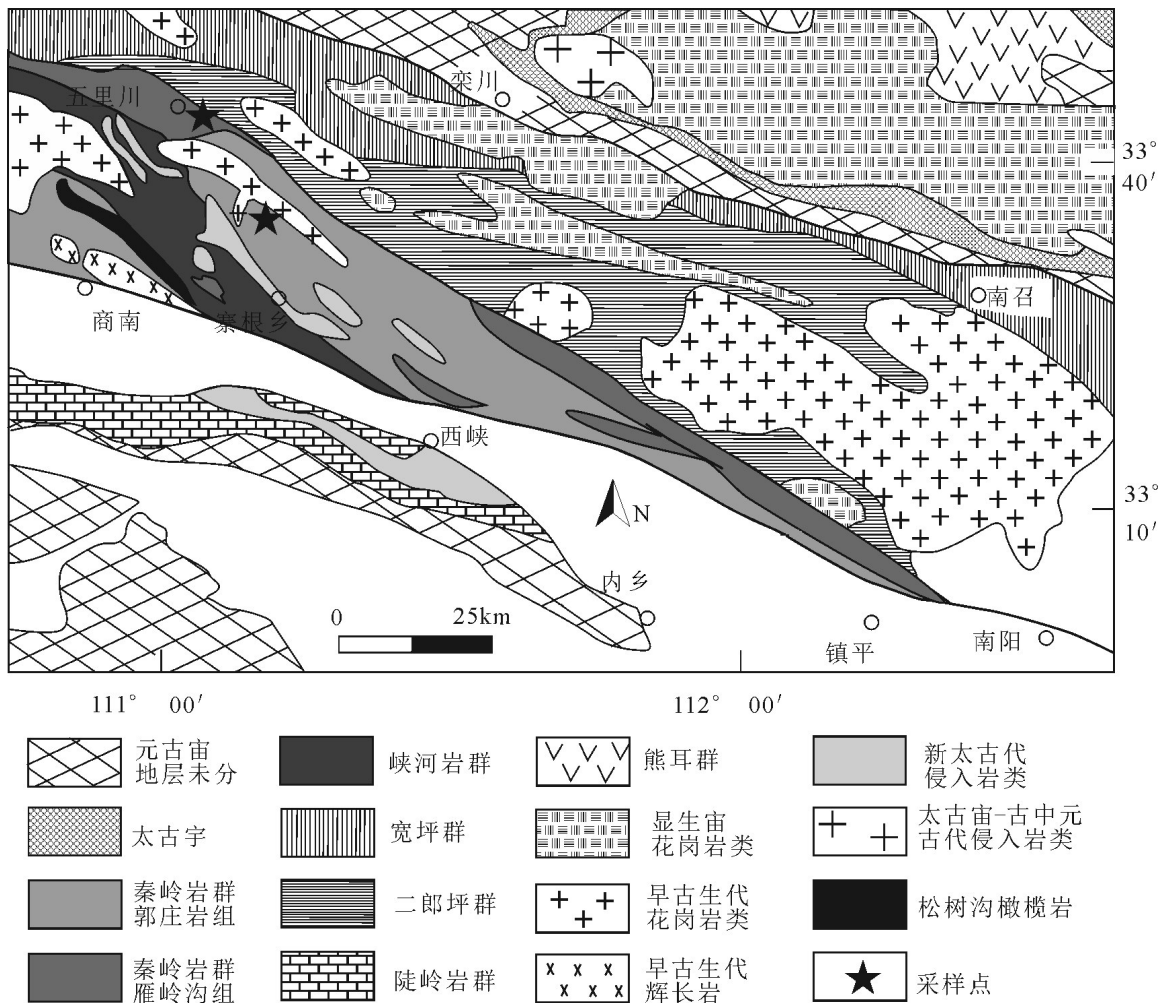 五里川
栾川
33°
40′
南召
商南
寨根乡
西峡
N
33°
10′
内乡
0 25km
镇平
南阳
111° 00′
112° 00′
元古宙
地层未分
峡河岩群
熊耳群
新太古代
侵入岩类
太古宇
宽坪群
显生宙
花岗岩类
太古宙-古中元
古代侵入岩类
秦岭岩群
郭庄岩组
二郎坪群
早古生代
花岗岩类
松树沟橄榄岩
秦岭岩群
雁岭沟组
陡岭岩群
早古生代
辉长岩
采样点